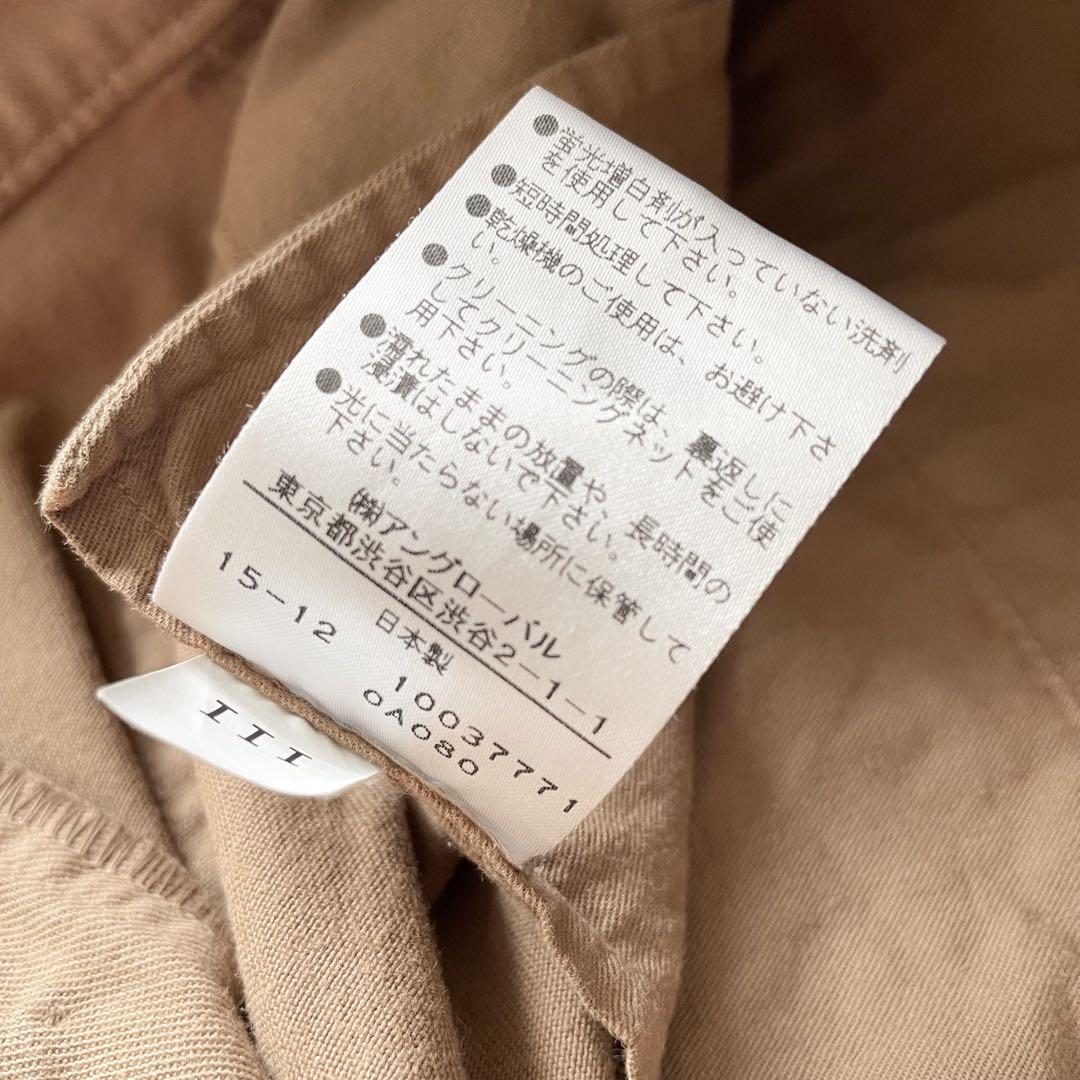 ●蛍光増白剤が入っていない洗剤
を使用して下さい。
●短時間処理して下さい。
●乾燥機のご使用は、お避け下さ
い。
●クリーニングの際は、裏返しに
してクリーニングネットをご使
用下さい。
●濡れたままの放置や、長時間の
浸漬はしないで下さい。
●光に当たらない場所に保管して
下さい。
㈱アングローバル
東京都渋谷区渋谷2-1-1
日本製
15-12 10037771
0A080
III